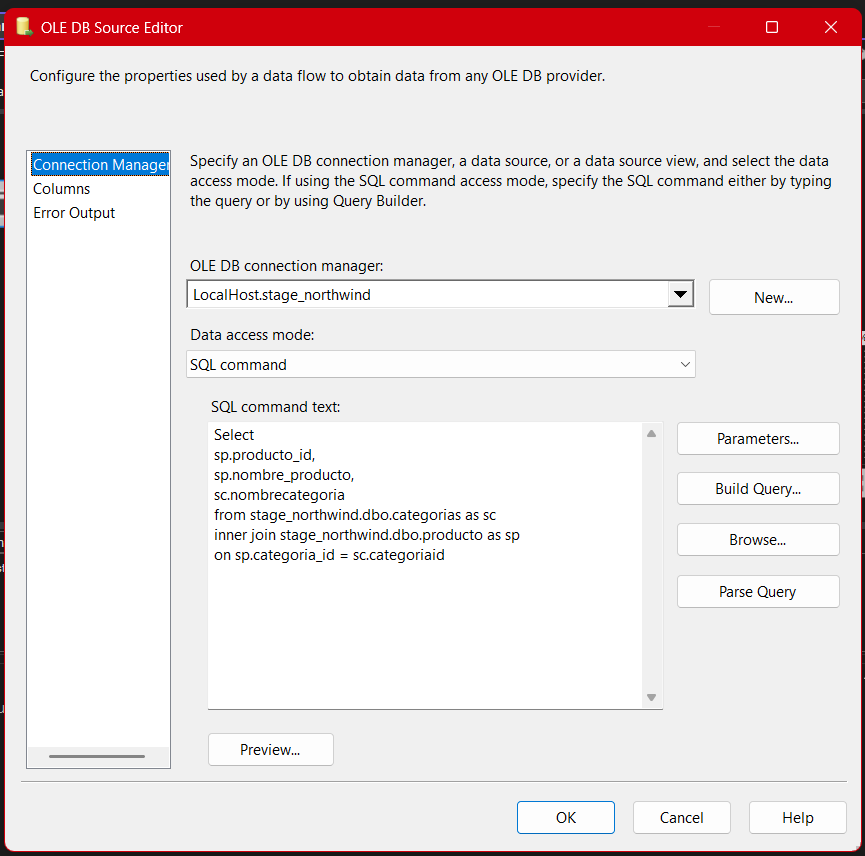 OLE DB Source Editor
Configure the properties used by a data flow to obtain data from any OLE DB provider.
Connection Manager
Columns
Error Output
Specify an OLE DB connection manager, a data source, or a data source view, and select the data
access mode. If using the SQL command access mode, specify the SQL command either by typing
the query or by using Query Builder.
OLE DB connection manager:
LocalHost.stage_northwind
New...
Data access mode:
SQL command
SQL command text:
Select
sp.producto_id,
sp.nombre_producto,
sc.nombrecategoria
from stage_northwind.dbo.categorias as sc
inner join stage_northwind.dbo.producto as sp
on sp.categoria_id = sc.categoriaid
Parameters...
Build Query...
Browse...
Parse Query
Preview...
OK
Cancel
Help